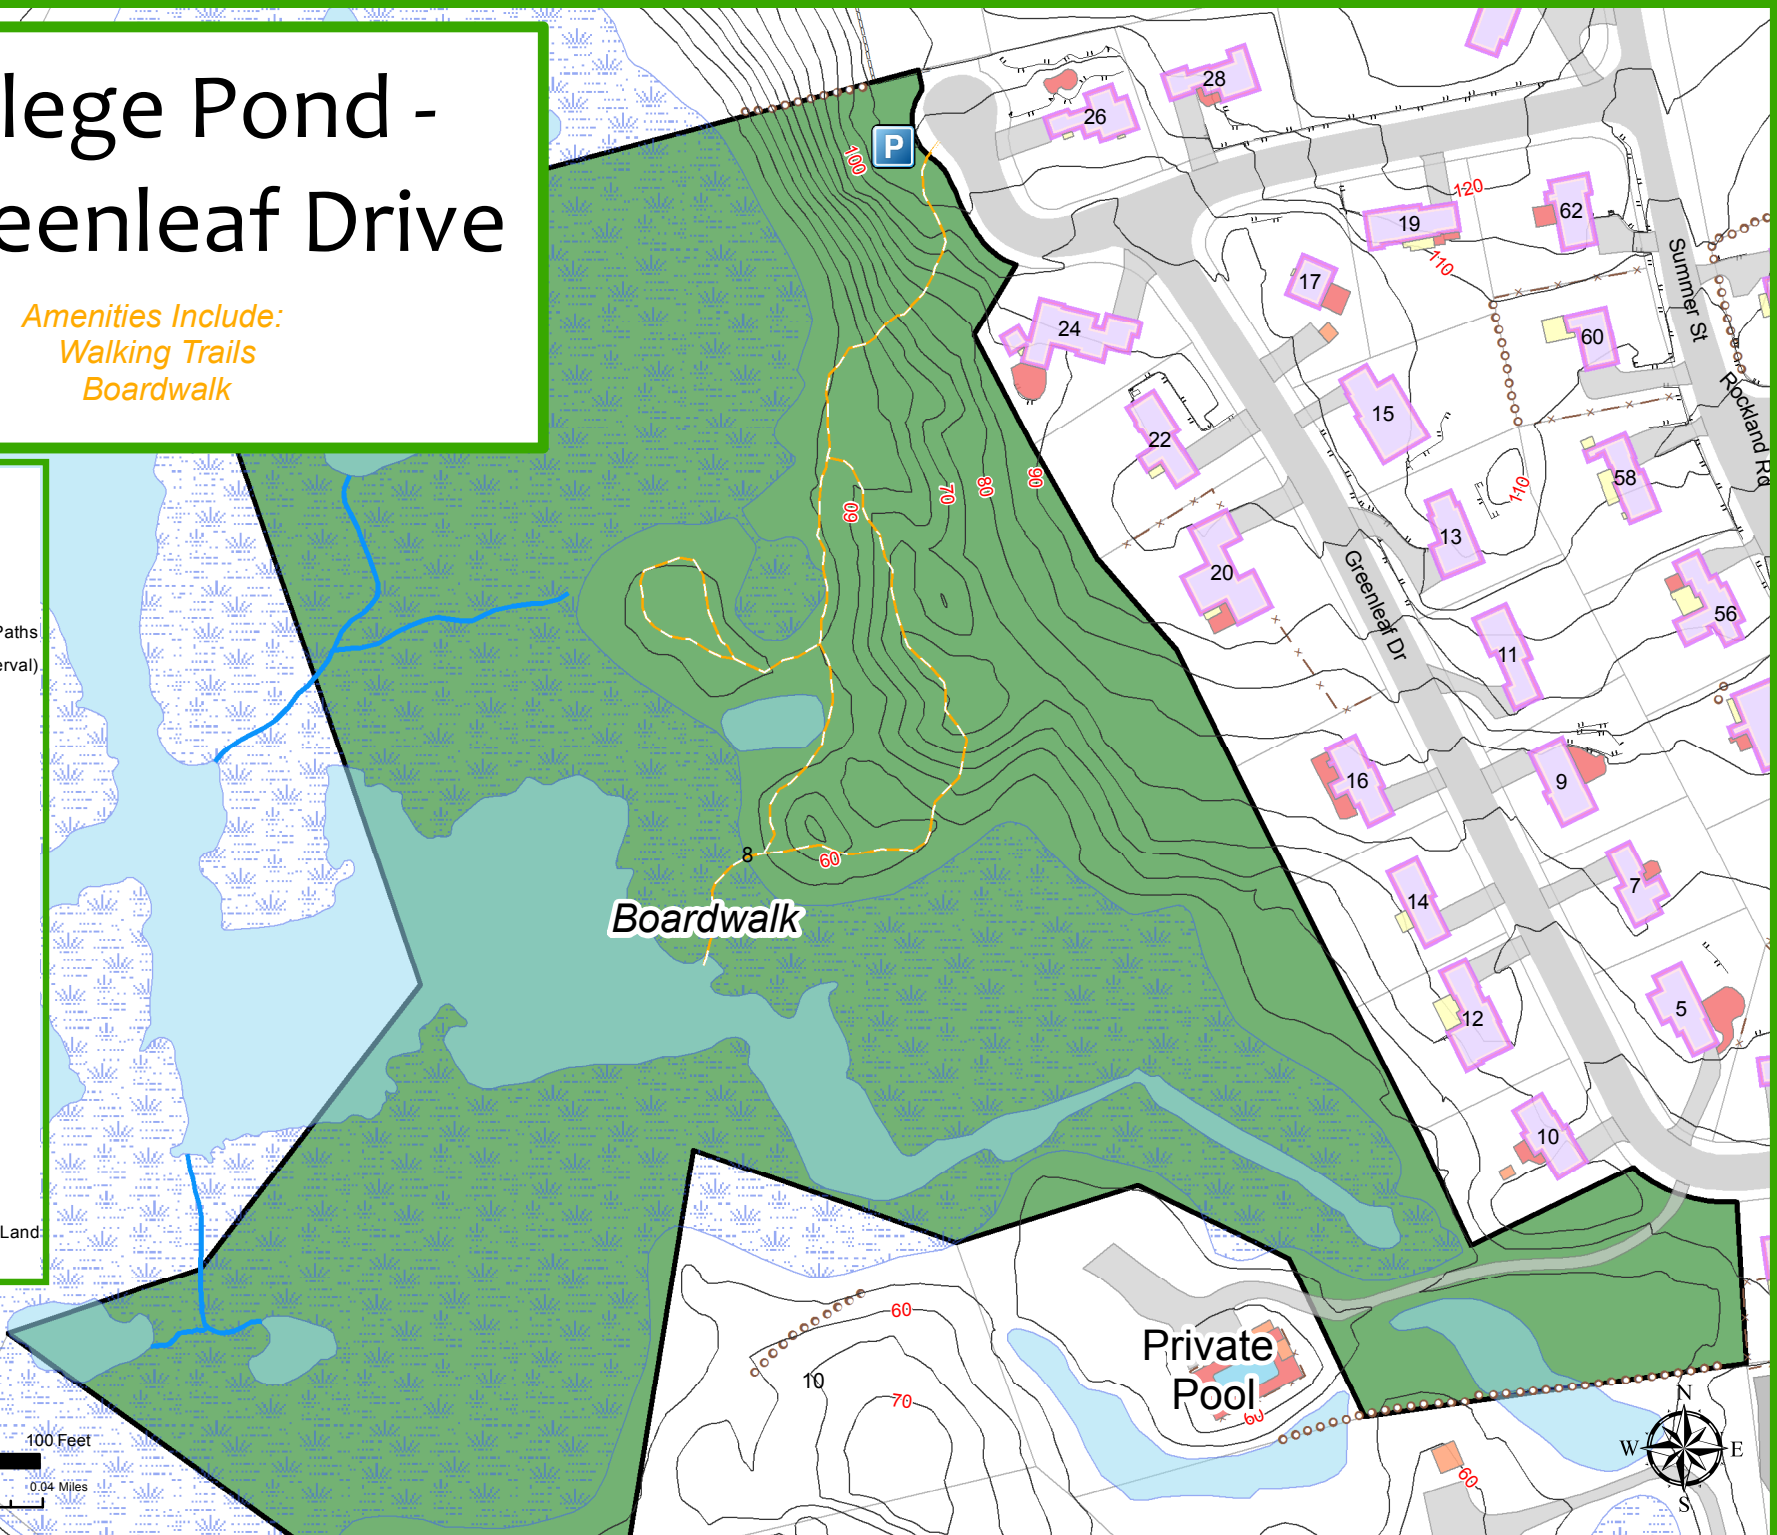 lege Pond -
eenleaf Drive
Amenities Include:
Walking Trails
Boardwalk
Paths
erval)
Land
100 Feet
0.04 Miles
P
100
26
28
120
19
110
62
17
24
60
Summer St
Rockland Rd
15
22
58
110
13
90
80
70
60
20
Greenleaf Dr
56
11
16
9
8
60
7
14
Boardwalk
5
12
10
60
Private
Pool
60
10
70
60
N
W
E
S